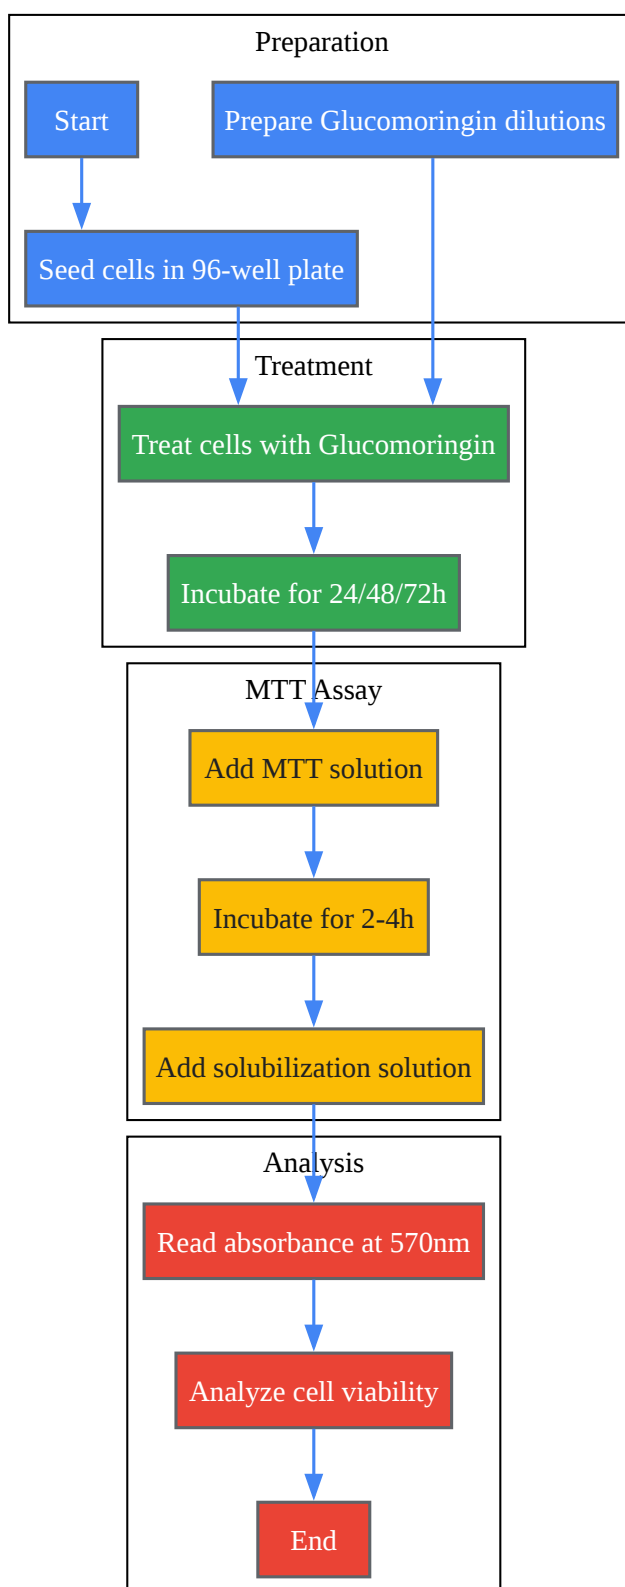 Preparation
Start
Prepare Glucomoringin dilutions
Seed cells in 96-well plate
Treatment
Treat cells with Glucomoringin
Incubate for 24/48/72h
MTT Assay
Add MTT solution
Incubate for 2-4h
Add solubilization solution
Analysis
Read absorbance at 570nm
Analyze cell viability
End